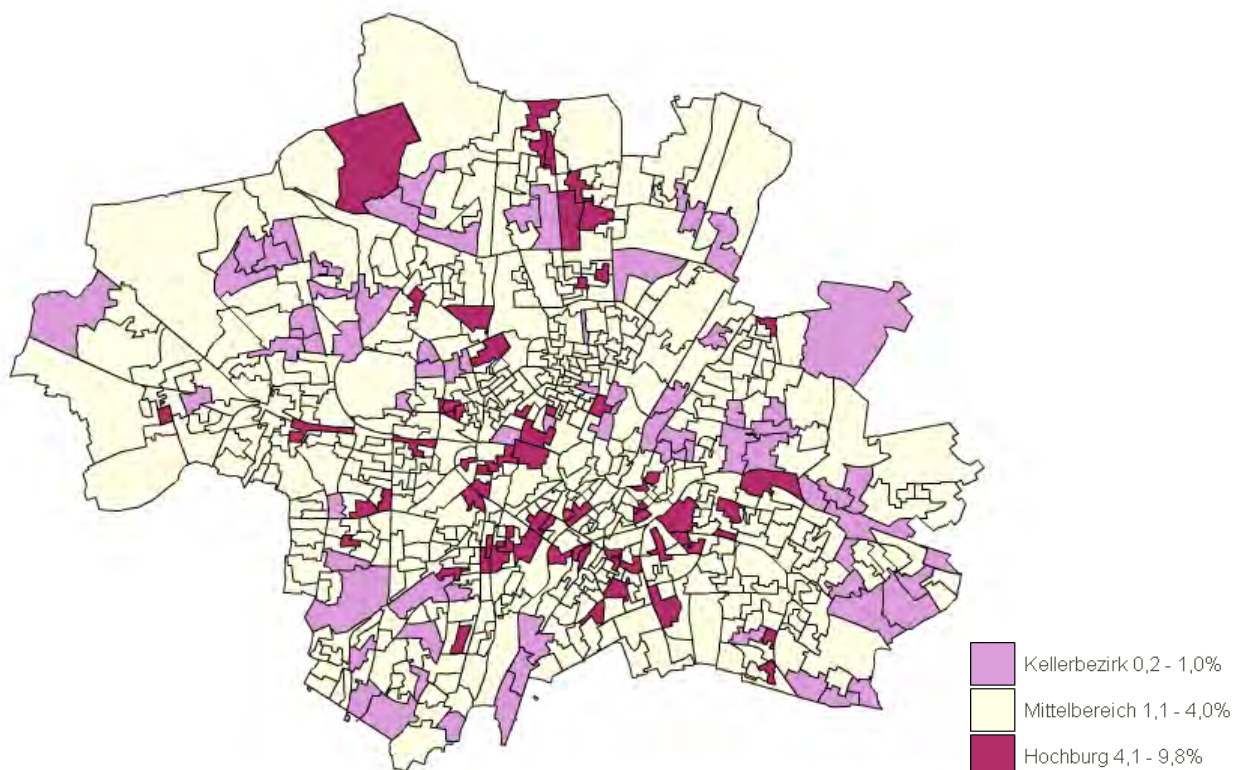 Kellerbezirk 0,2 - 1,0%
Mittelbereich 1,1 - 4,0%
Hochburg 4,1 - 9,8%